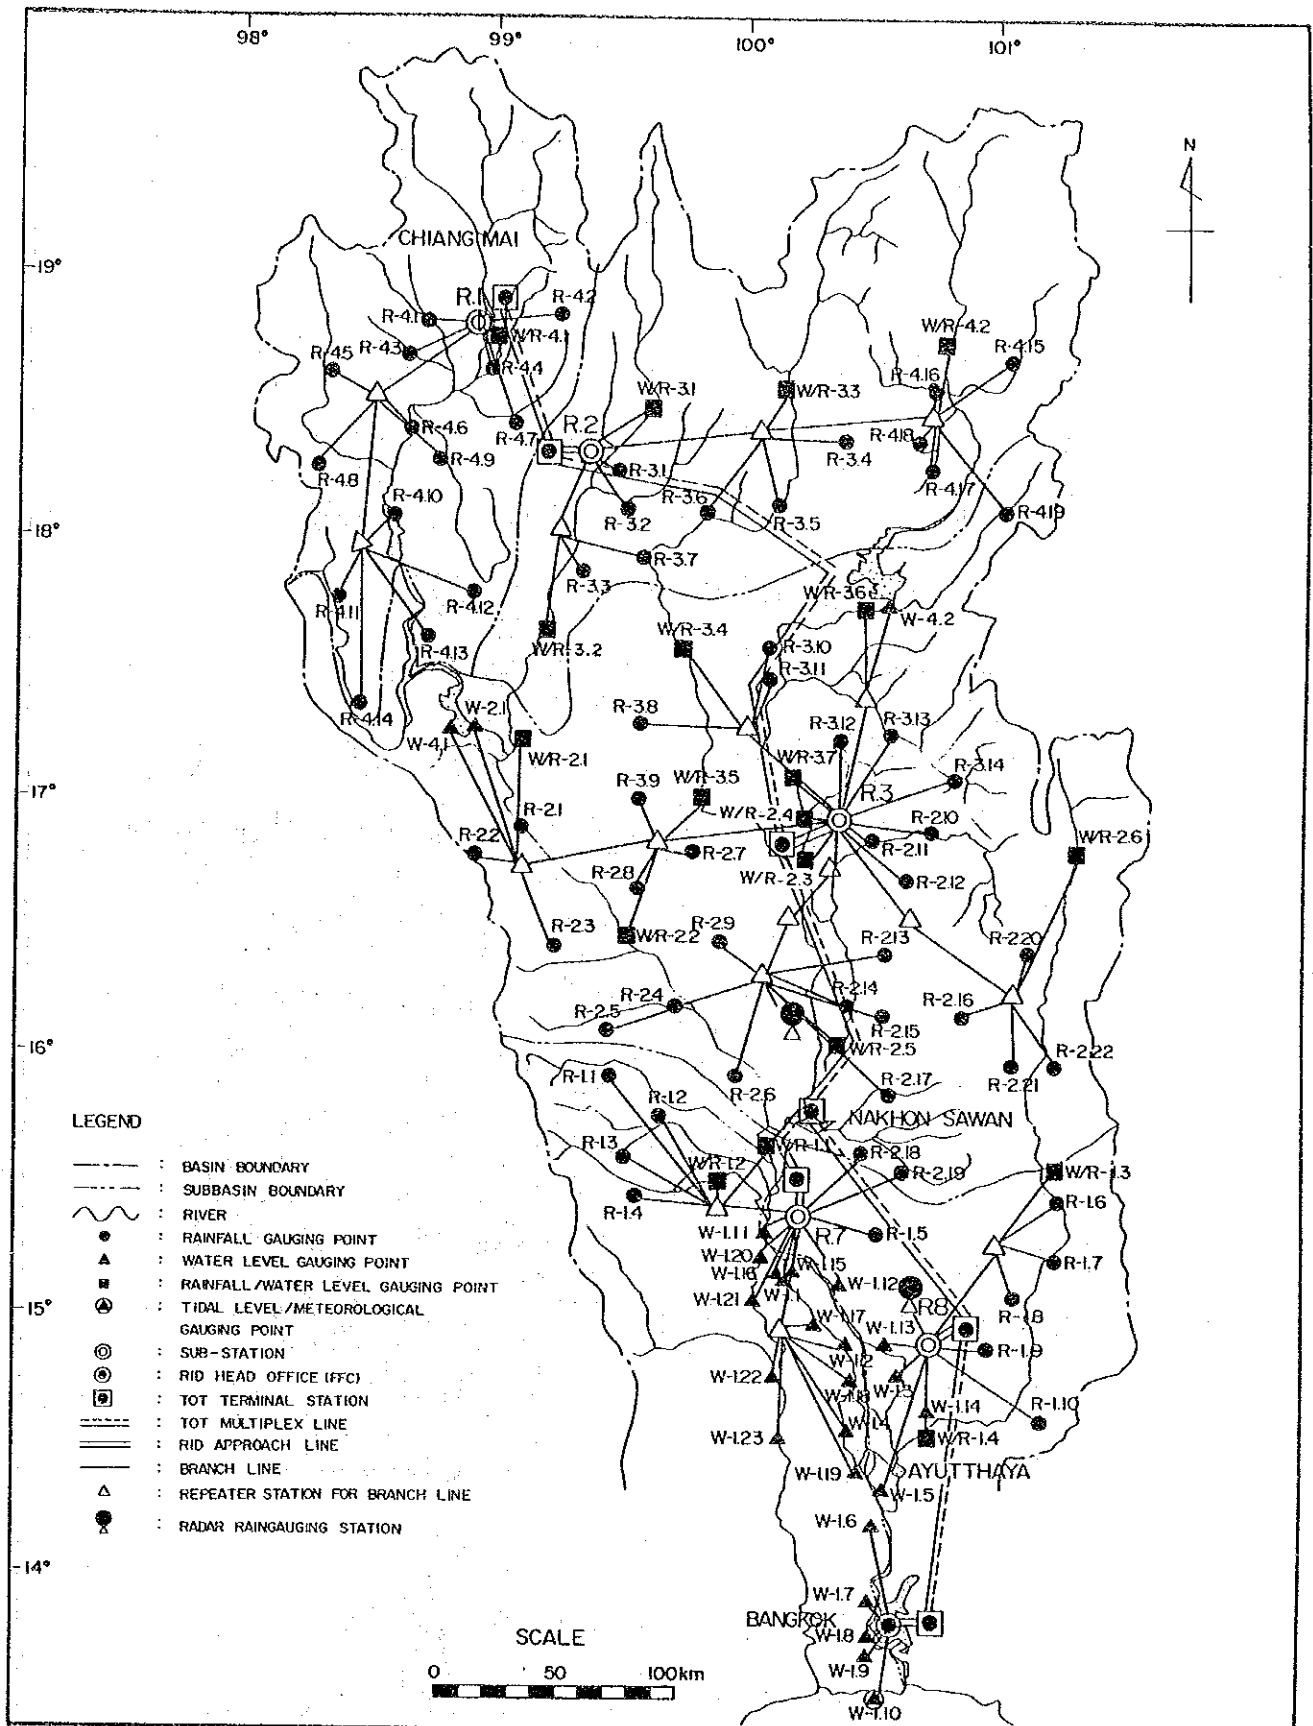 98° 99° 100° 101°
N
CHIANG MAI
19°
R.1 R-4.2
R-4.1 W/R-4.1 W/R-4.2
R-4.3 R-4.15
R-4.5 R-4.4 W/R-3.1 W/R-3.3 R-4.16
R-4.6 R-4.7 R.2 R-4.18
R-4.9 R-3.1 R-3.4
R-4.8 R-3.6 R-4.17
R-4.10 R-3.2 R-3.5 R-4.19
18°
R-3.7
R-3.3
R-4.11 R-4.12 W/R-3.6 W-4.2
R-4.13 W/R-3.2 W/R-3.4 R-3.10
R-3.11
R-4.14 W-2.1 R-3.8 R-3.12 R-3.13
W-4.1 W/R-2.1 W/R-3.7 R-3.14
17°
R-3.9 W/R-3.5 R.3
R-2.1 W/R-2.4 R-2.10
R-2.2 R-2.11 W/R-2.6
R-2.8 R-2.7 W/R-2.3 R-2.12
R-2.3 W/R-2.2 R-2.9 R-2.13 R-2.20
R-2.4 R-2.14
R-2.5 R-2.15 R-2.16
16°
W/R-2.5
R-1.1 R-2.6 R-2.17 R-2.21 R-2.22
R-1.2 NAKHON SAWAN
R-1.3 W/R-1.1 R-2.18
W/R-1.2 R-2.19 W/R-1.3
R-1.4 R-1.6
W-1.11 R.7 R-1.5
W-1.20 W-1.15 R-1.7
W-1.16 W-1.12
W-1.21 W-1.1 R8 R-1.8
15°
W-1.17 W-1.13
W-1.2 R-1.9
W-1.22 W-1.18 W-1.3
W-1.4 W-1.14 R-1.10
W-1.23 W/R-1.4
W-1.19 AYUTTHAYA
W-1.5
W-1.6
14°
W-1.7
BANGKOK
W-1.8
W-1.9
W-1.10
LEGEND
: BASIN BOUNDARY
: SUBBASIN BOUNDARY
: RIVER
: RAINFALL GAUGING POINT
: WATER LEVEL GAUGING POINT
: RAINFALL/WATER LEVEL GAUGING POINT
: TIDAL LEVEL/METEOROLOGICAL
GAUGING POINT
: SUB-STATION
: RID HEAD OFFICE (FFC)
: TOT TERMINAL STATION
: TOT MULTIPLEX LINE
: RID APPROACH LINE
: BRANCH LINE
: REPEATER STATION FOR BRANCH LINE
: RADAR RAINGAUGING STATION
SCALE
0 50 100km